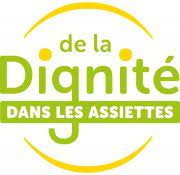 de la
Dignité
DANS LES ASSIETTES